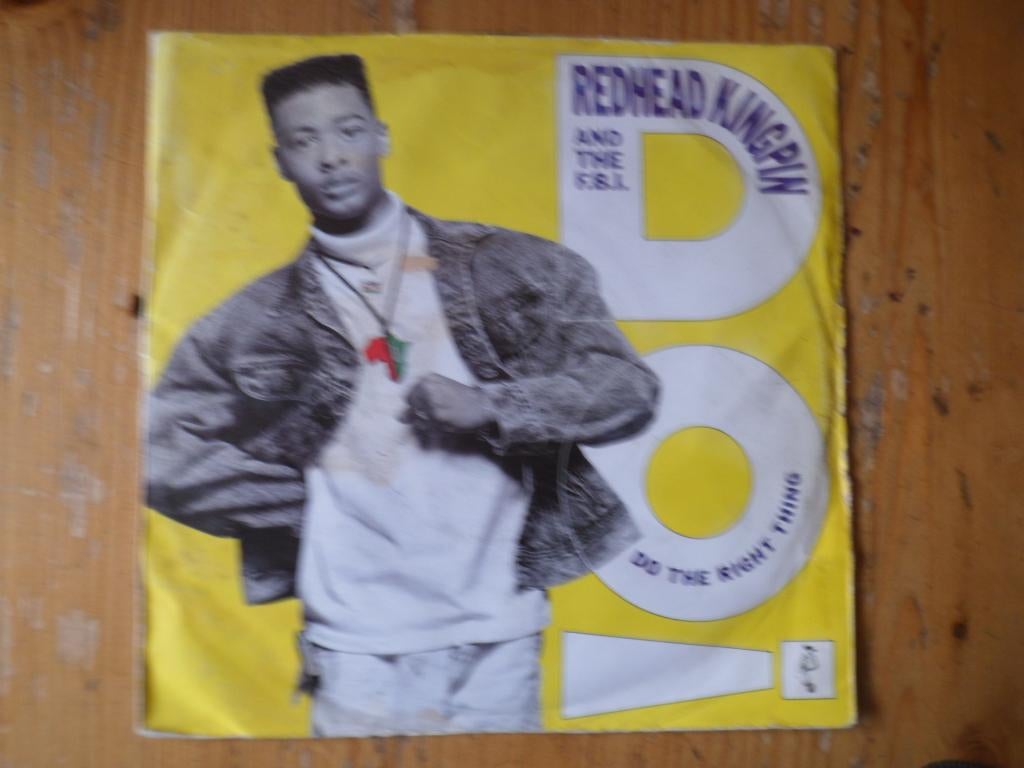 REDHEAD KINGPIN
AND
THE
F.B.I.
DO
DO THE RIGHT THING
!